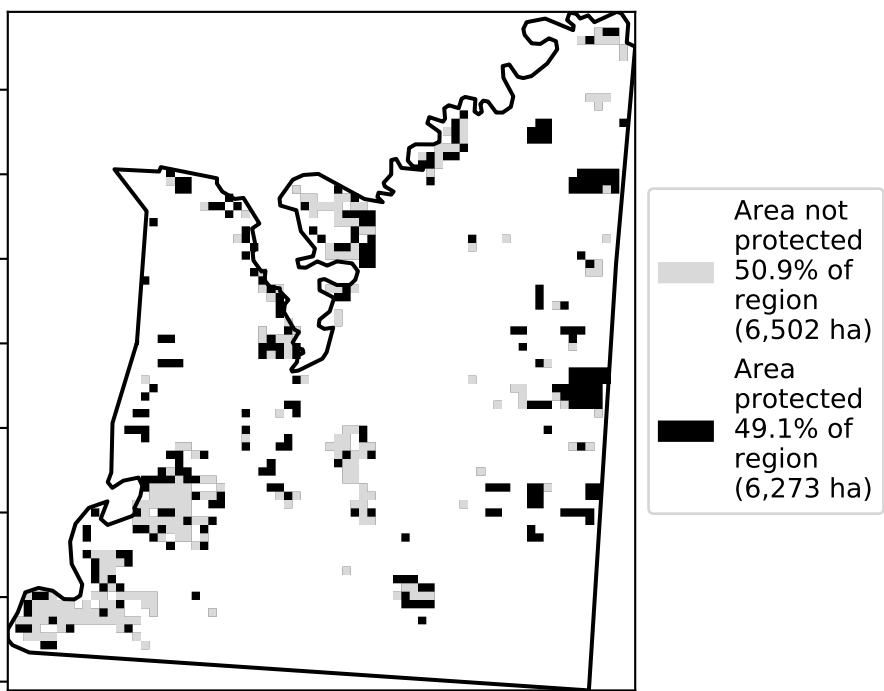 Area not
protected
50.9% of
region
(6,502 ha)
Area
protected
49.1% of
region
(6,273 ha)